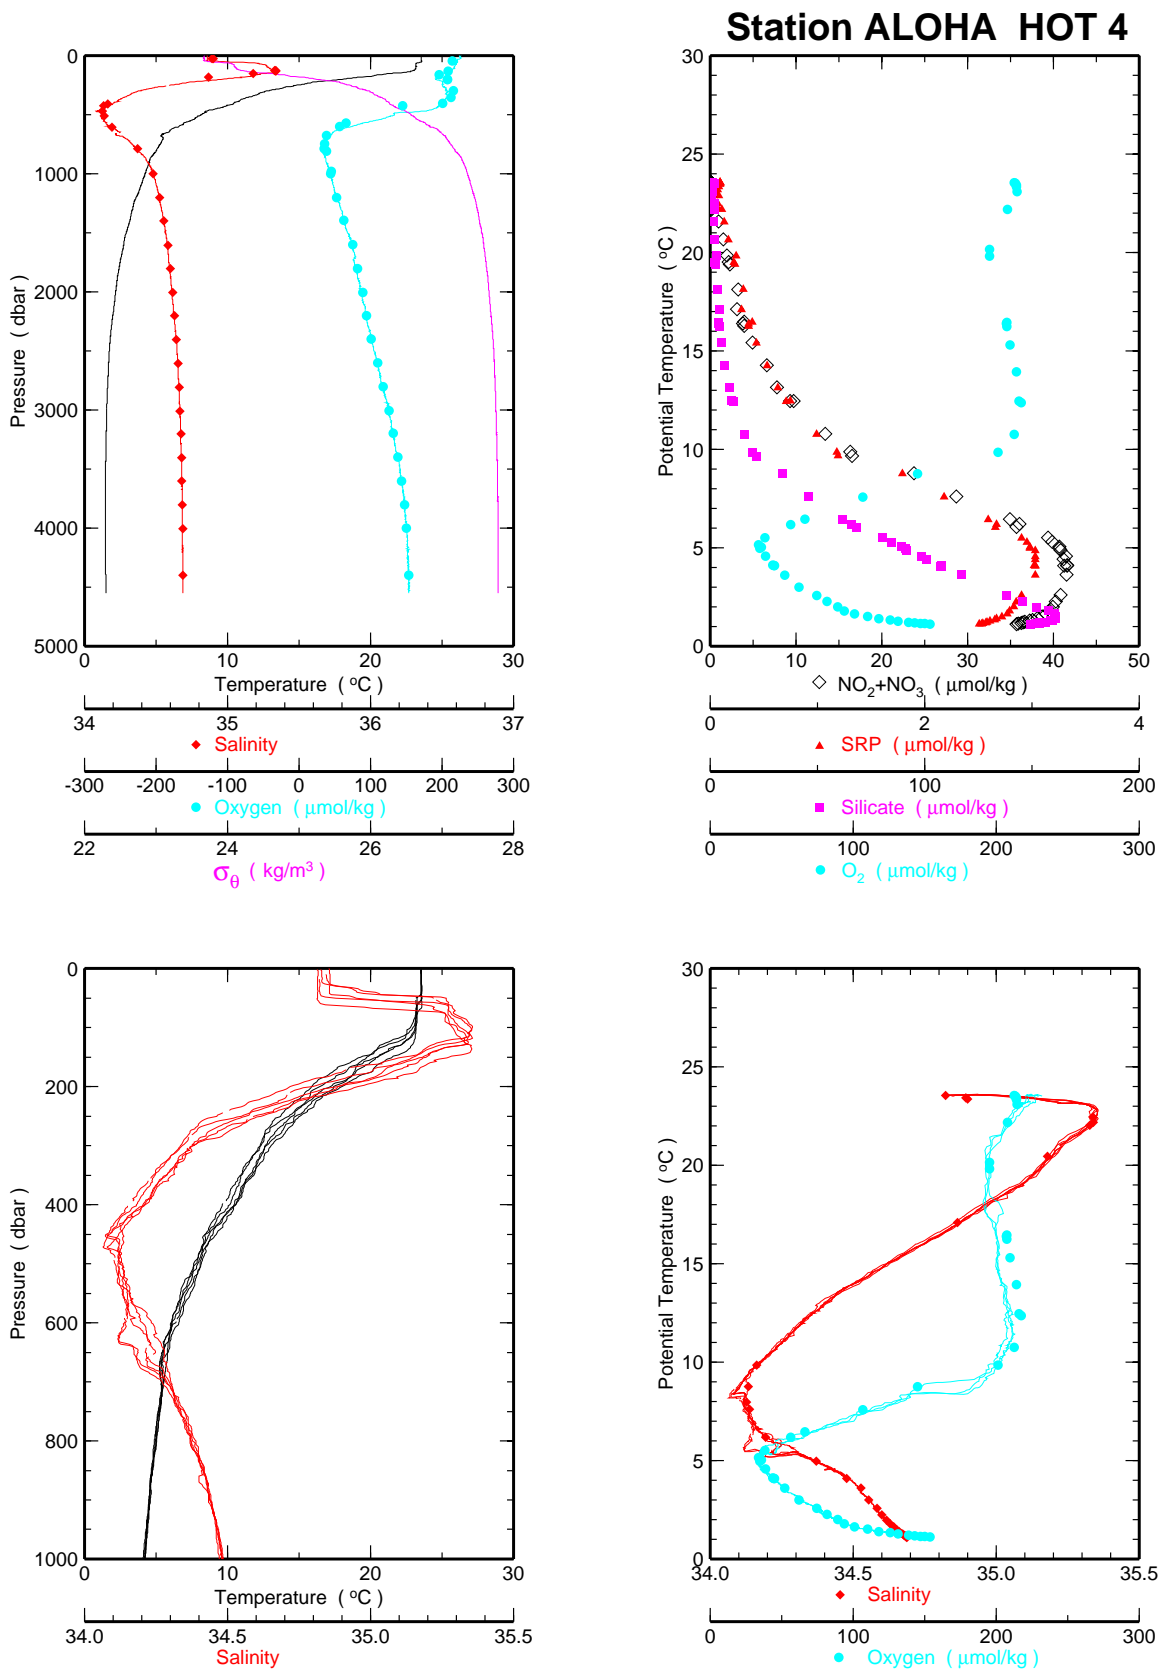 Station ALOHA HOT 4
0
1000
2000
3000
4000
5000
Pressure ( dbar )
0 10 20 30
Temperature ( °C )
34 35 36 37
Salinity
-300 -200 -100 0 100 200 300
Oxygen ( μmol/kg )
22 24 26 28
σθ ( kg/m³ )
30
25
20
15
10
5
0
Potential Temperature ( °C )
0 10 20 30 40 50
NO₂+NO₃ ( μmol/kg )
0 2 4
SRP ( μmol/kg )
0 100 200
Silicate ( μmol/kg )
0 100 200 300
O₂ ( μmol/kg )
0
200
400
600
800
1000
Pressure ( dbar )
0 10 20 30
Temperature ( °C )
34.0 34.5 35.0 35.5
Salinity
30
25
20
15
10
5
0
Potential Temperature ( °C )
34.0 34.5 35.0 35.5
Salinity
0 100 200 300
Oxygen ( μmol/kg )